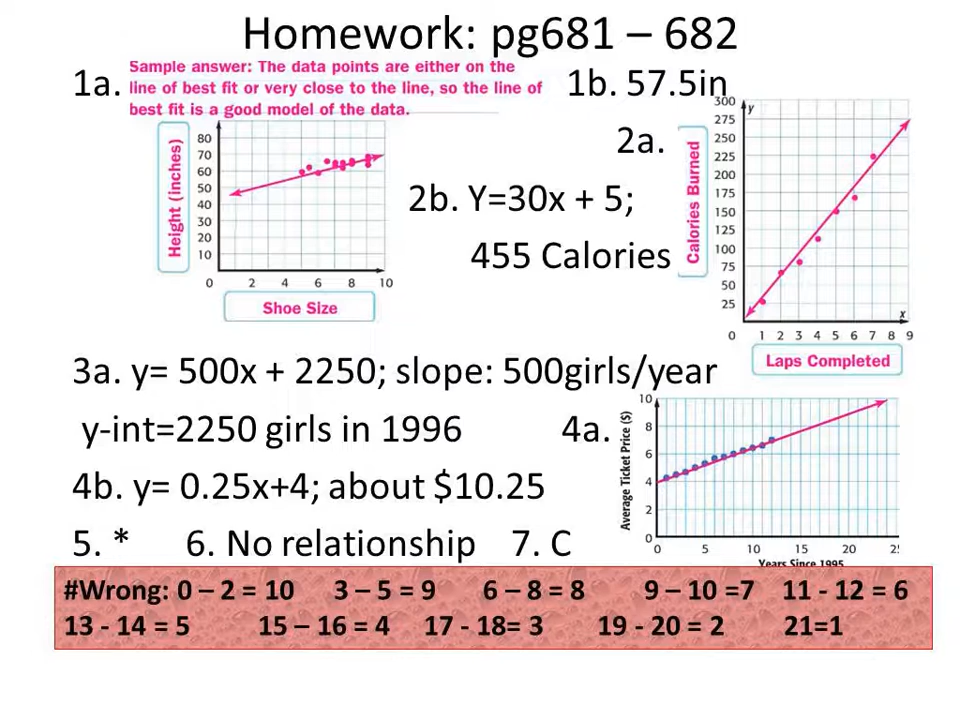 Homework: pg681 – 682
1a. Sample answer: The data points are either on the
line of best fit or very close to the line, so the line of
best fit is a good model of the data.
1b. 57.5in
Height (inches)
80
70
60
50
40
30
20
10
0 2 4 6 8 10
Shoe Size
2a.
2b. Y=30x + 5;
455 Calories
Calories Burned
y
300
275
250
225
200
175
150
125
100
75
50
25
x
0 1 2 3 4 5 6 7 8 9
Laps Completed
3a. y= 500x + 2250; slope: 500girls/year
y-int=2250 girls in 1996
4a.
Average Ticket Price ($)
10
8
6
4
2
0
0 5 10 15 20
Years Since 1995
4b. y= 0.25x+4; about $10.25
5. * 6. No relationship 7. C
#Wrong: 0 – 2 = 10 3 – 5 = 9 6 – 8 = 8 9 – 10 =7 11 - 12 = 6
13 - 14 = 5 15 – 16 = 4 17 - 18= 3 19 - 20 = 2 21=1